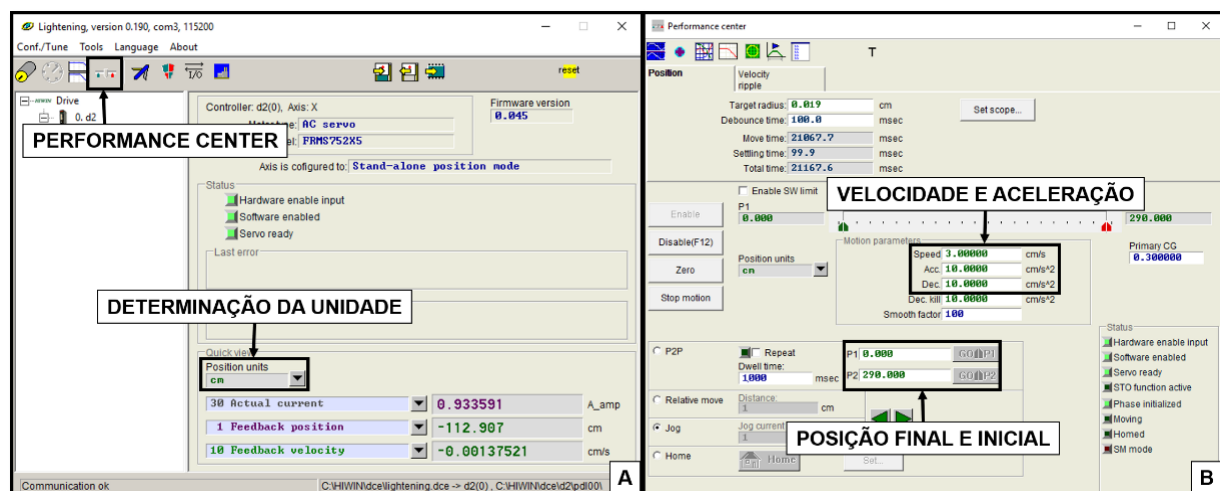 Lightening, version 0.190, com3, 115200
Conf./Tune Tools Language About
I/O
reset
HIWIN Drive
0. d2
PERFORMANCE CENTER
Controller: d2(0), Axis: X
Firmware version
0.045
AC servo
FRMS752X5
Axis is cofigured to: Stand-alone position mode
Status
Hardware enable input
Software enabled
Servo ready
Last error
DETERMINAÇÃO DA UNIDADE
Quick view
Position units
cm
30 Actual current 0.933591 A_amp
1 Feedback position -112.907 cm
10 Feedback velocity -0.00137521 cm/s
Communication ok C:\HIWIN\dce\lightening.dce -> d2(0) , C:\HIWIN\dce\d2\pdl00\
A
Performance center
T
Position
Velocity ripple
Target radius: 0.019 cm
Set scope...
Debounce time: 100.0 msec
Move time: 21067.7 msec
Settling time: 99.9 msec
Total time: 21167.6 msec
Enable SW limit
VELOCIDADE E ACELERAÇÃO
P1
0.000
290.000
Enable
Disable(F12)
Zero
Stop motion
Position units
cm
Motion parameters
Speed 3.00000 cm/s
Acc. 10.0000 cm/s^2
Dec. 10.0000 cm/s^2
Dec. kill 10.0000 cm/s^2
Smooth factor 100
Primary CG
0.300000
P2P
Repeat
Dwell time:
1000 msec
P1 0.000 GO P1
P2 290.000 GO P2
Relative move
Distance:
1 cm
Jog
Jog current
1
POSIÇÃO FINAL E INICIAL
Home
Home
Set...
Status
Hardware enable input
Software enabled
Servo ready
STO function active
Phase initialized
Moving
Homed
SM mode
B